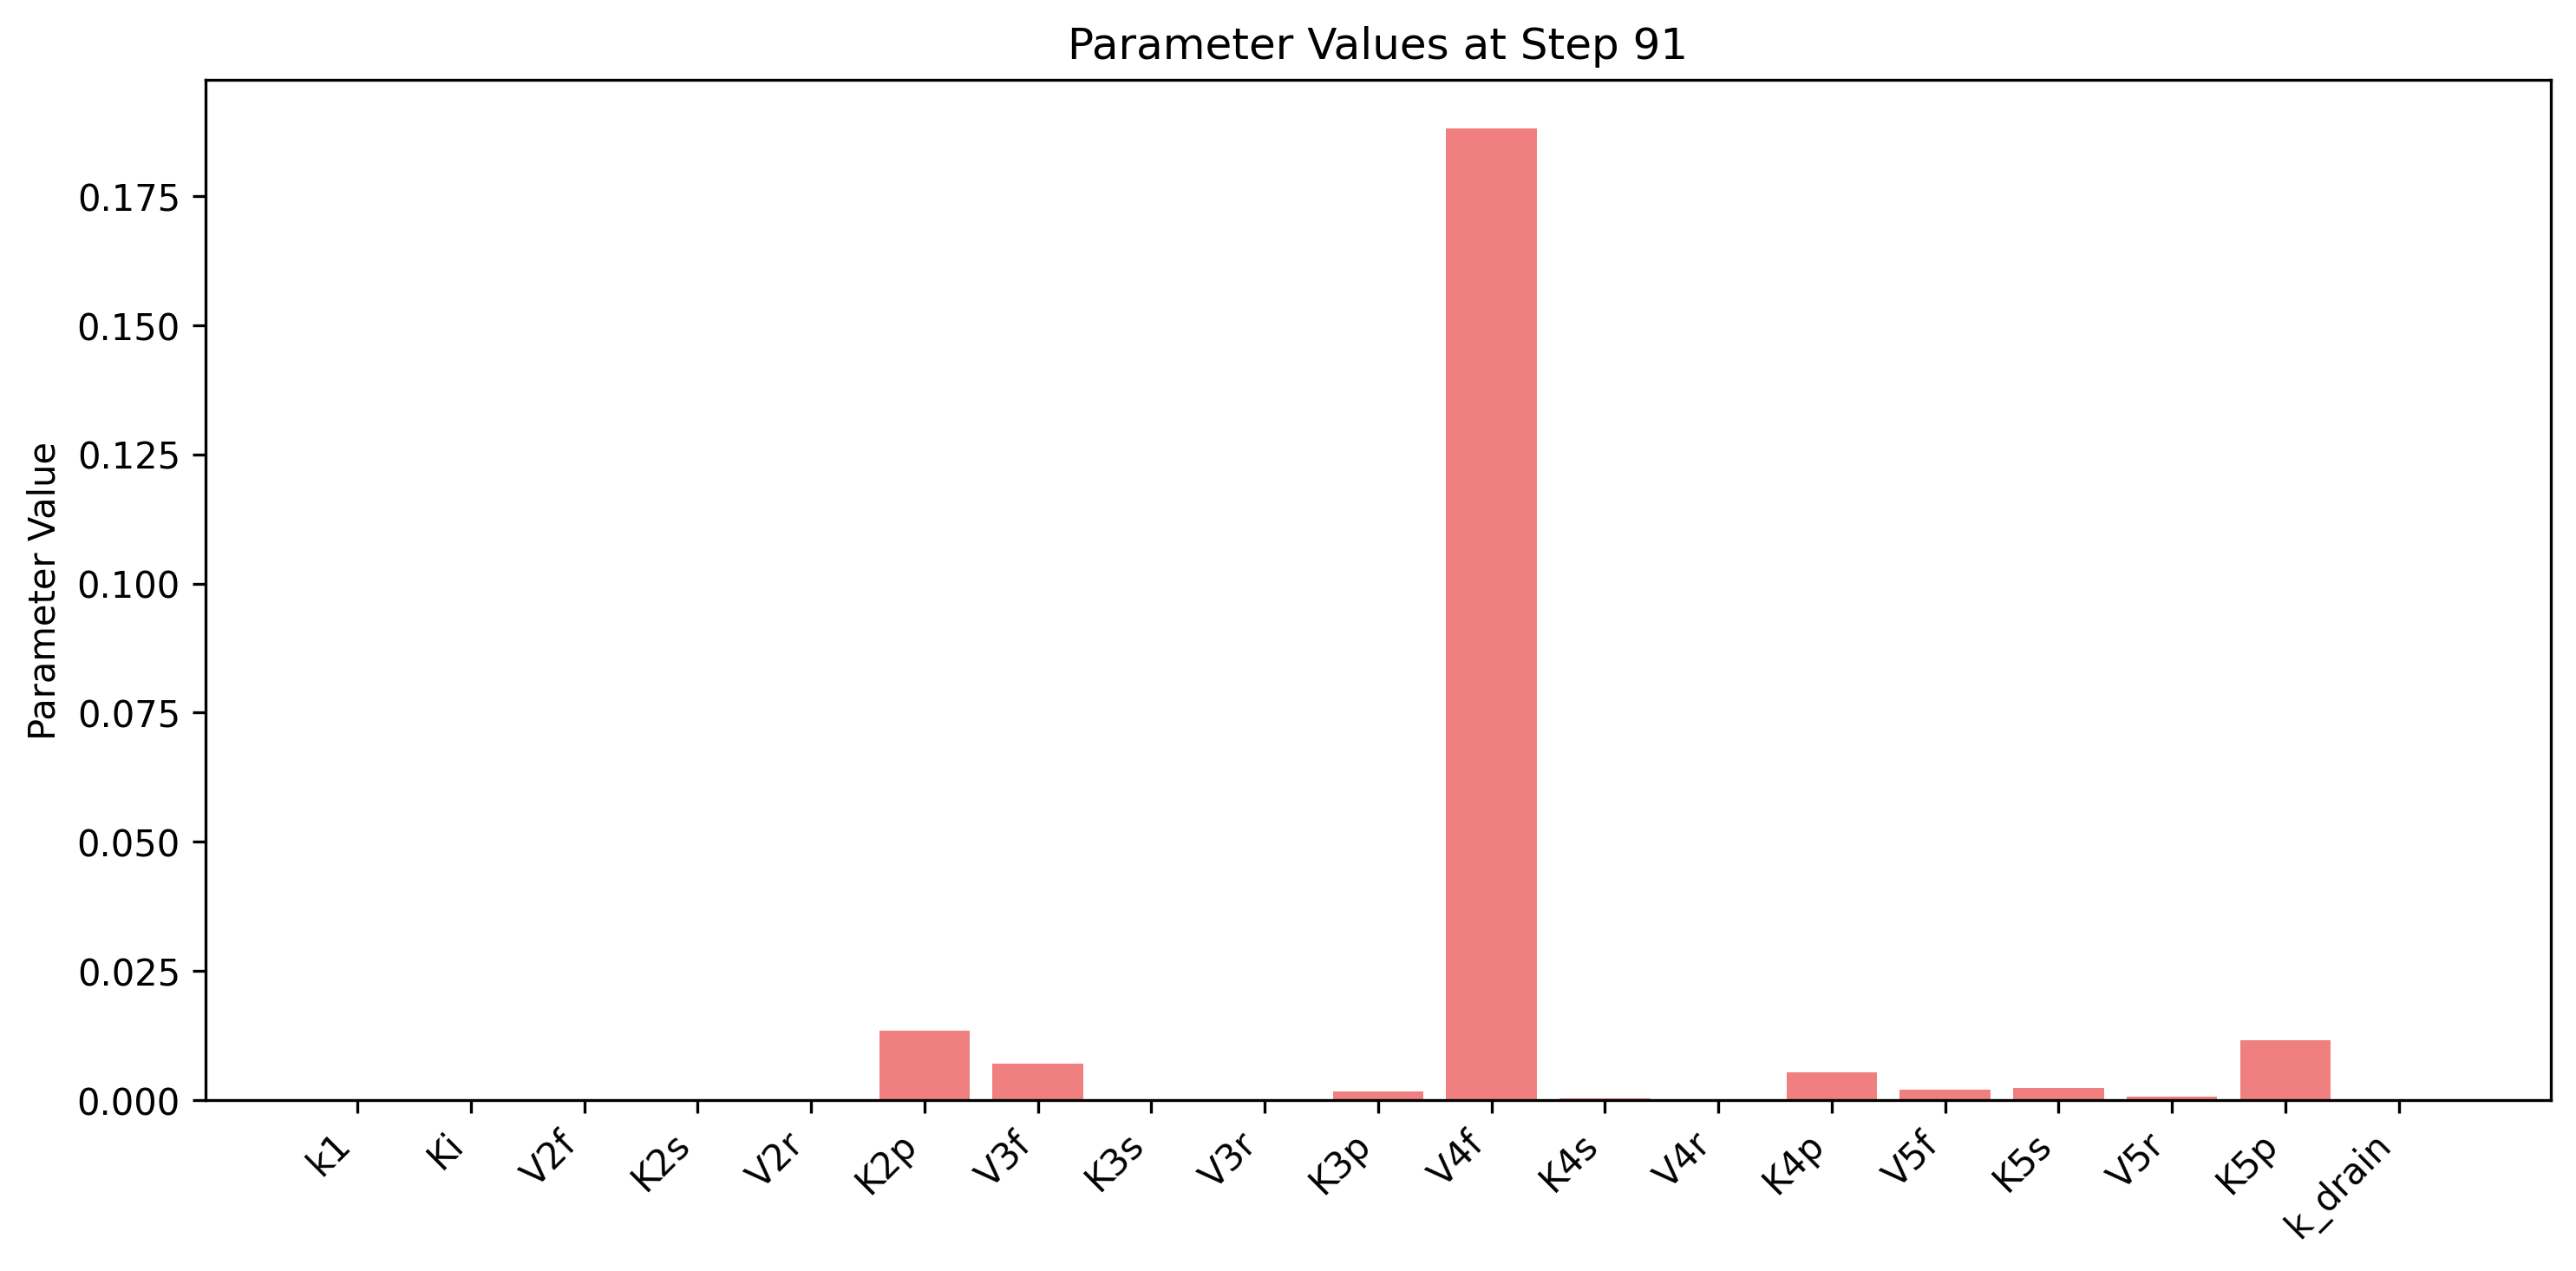 Parameter Values at Step 91
Parameter Value
0.175
0.150
0.125
0.100
0.075
0.050
0.025
0.000
k1
Ki
V2f
K2s
V2r
K2p
V3f
K3s
V3r
K3p
V4f
K4s
V4r
K4p
V5f
K5s
V5r
K5p
k_drain